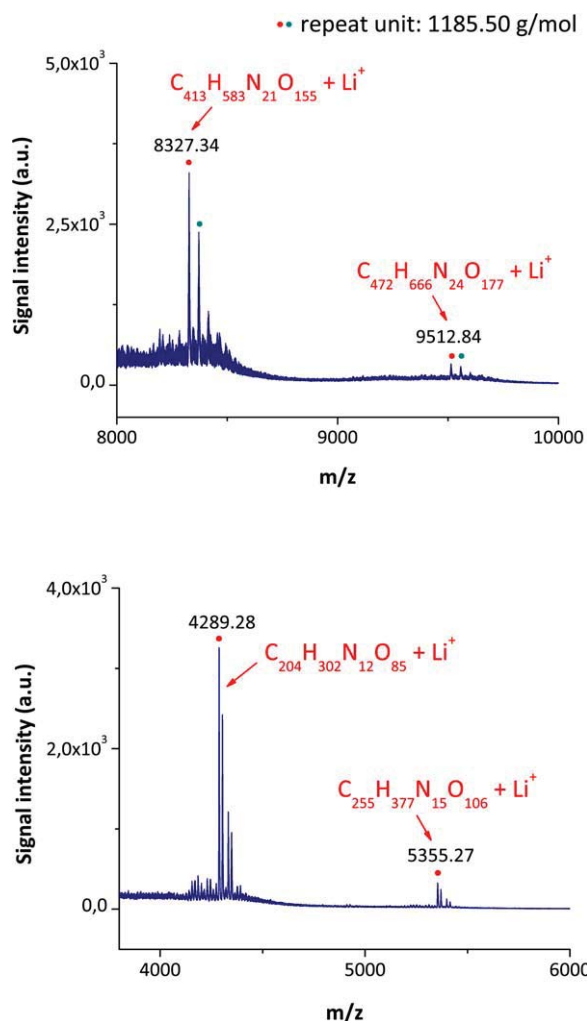 repeat unit: 1185.50 g/mol
5,0x10³
C₄₁₃H₅₈₃N₂₁O₁₅₅ + Li⁺
8327.34
2,5x10³
C₄₇₂H₆₆₆N₂₄O₁₇₇ + Li⁺
9512.84
Signal intensity (a.u.)
0,0
8000 9000 10000
m/z
4,0x10³
4289.28
C₂₀₄H₃₀₂N₁₂O₈₅ + Li⁺
2,0x10³
C₂₅₅H₃₇₇N₁₅O₁₀₆ + Li⁺
5355.27
Signal intensity (a.u.)
0,0
4000 5000 6000
m/z